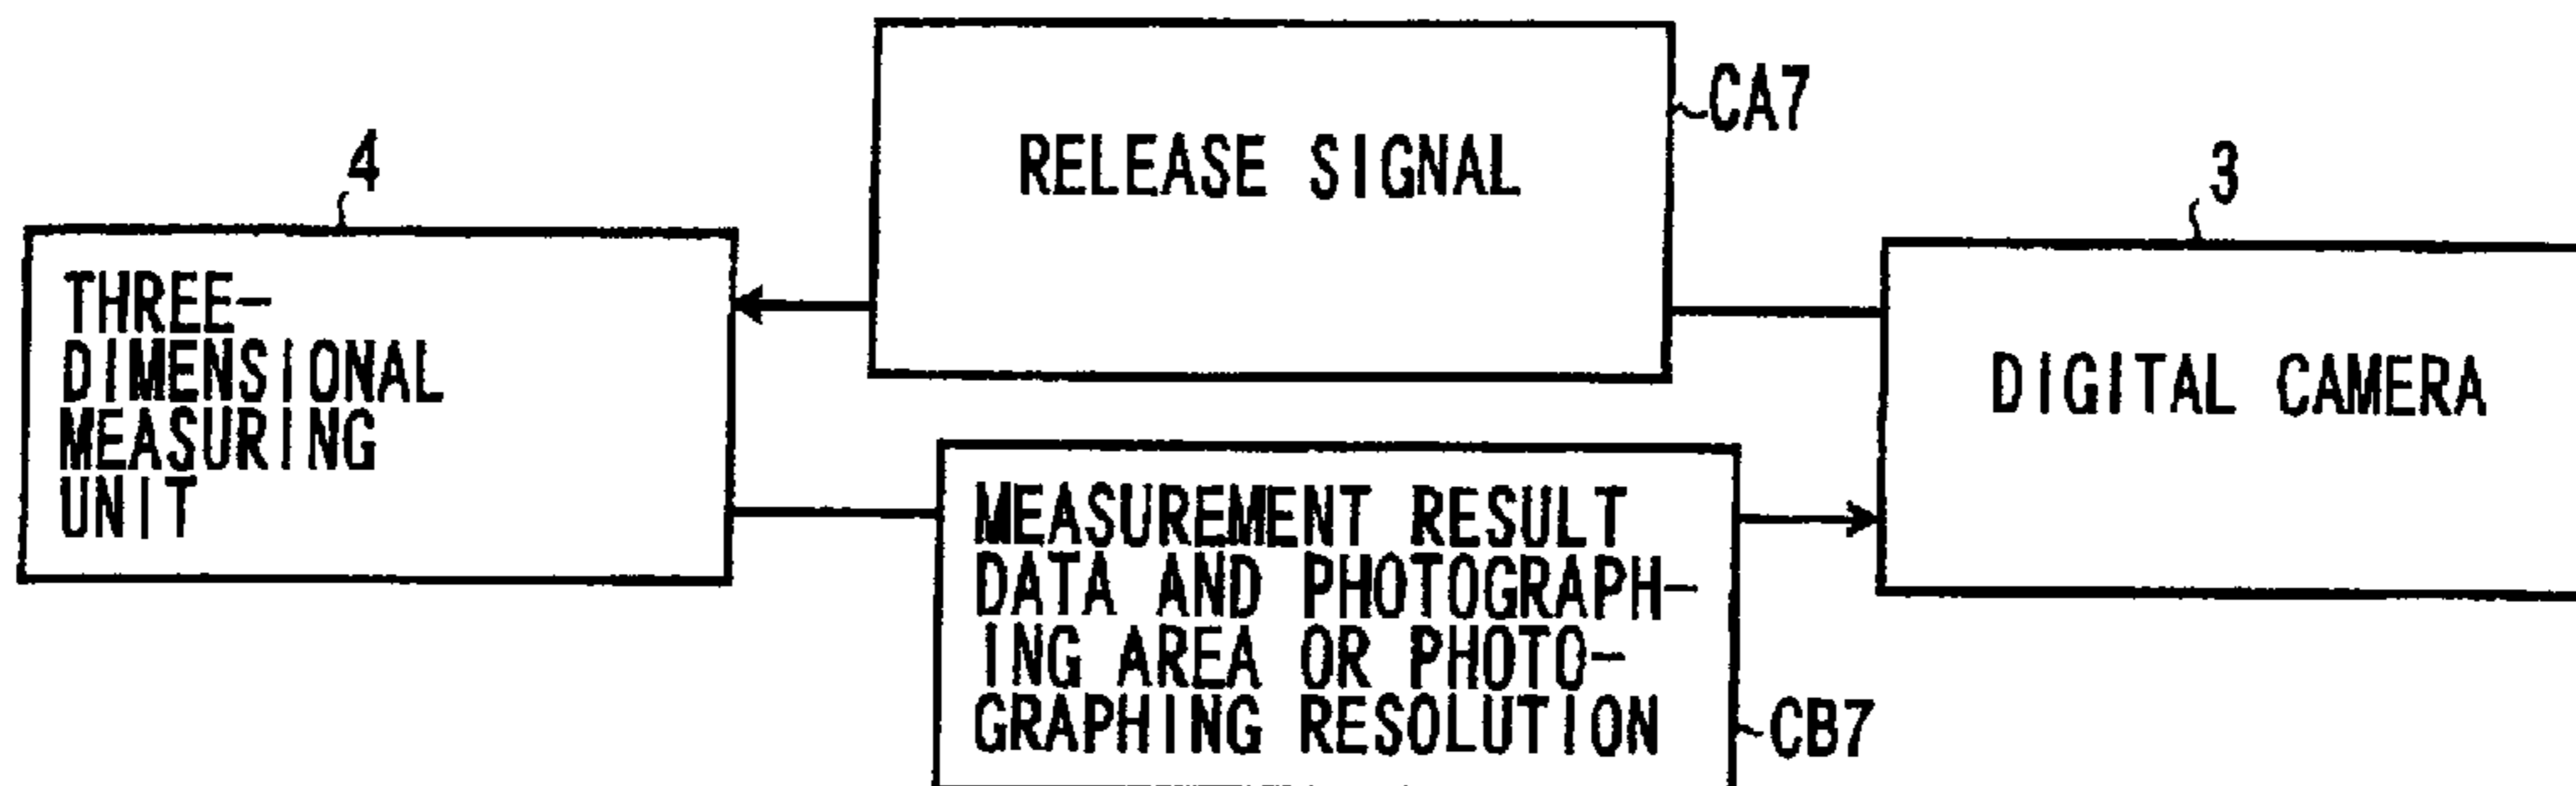 CA7
RELEASE SIGNAL
4
3
THREE-
DIMENSIONAL
MEASURING
UNIT
DIGITAL CAMERA
MEASUREMENT RESULT
DATA AND PHOTOGRAPH-
ING AREA OR PHOTO-
GRAPHING RESOLUTION
CB7